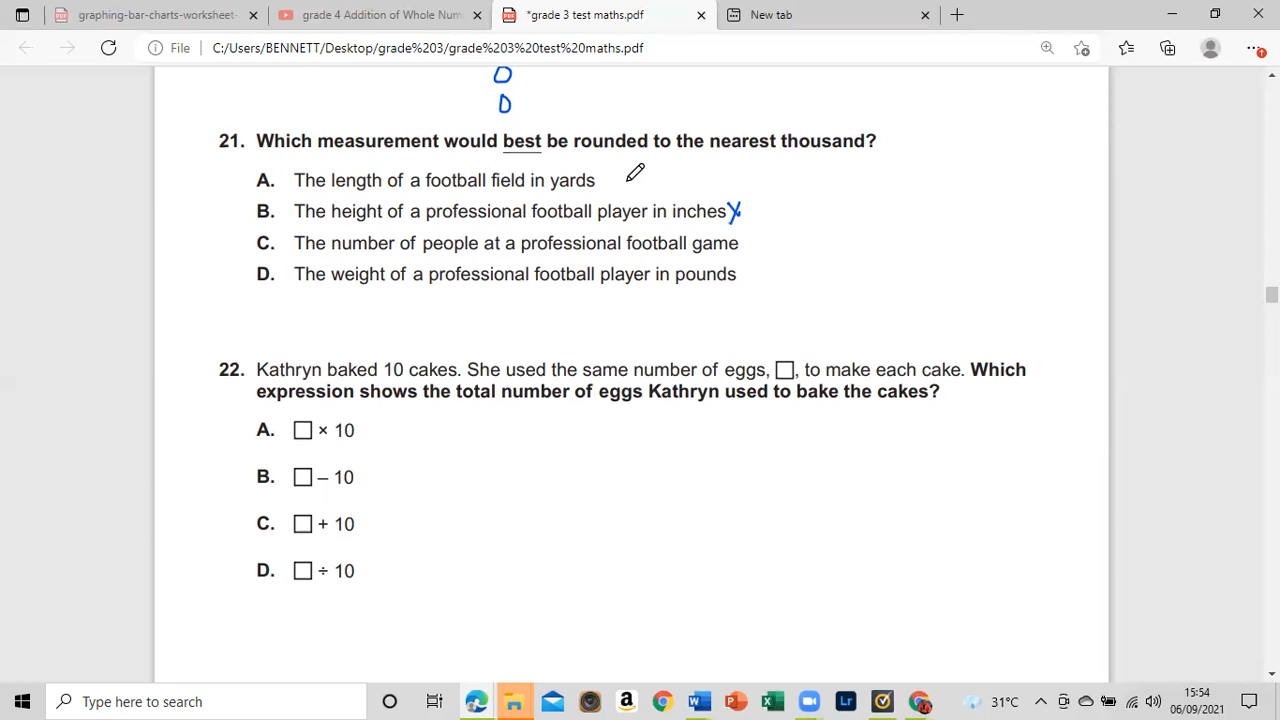 graphing-bar-charts-worksheet-
grade 4 Addition of Whole Num
*grade 3 test maths.pdf
New tab
File
C:/Users/BENNETT/Desktop/grade%203/grade%203%20test%20maths.pdf
21. Which measurement would best be rounded to the nearest thousand?
A. The length of a football field in yards
B. The height of a professional football player in inches
C. The number of people at a professional football game
D. The weight of a professional football player in pounds
22. Kathryn baked 10 cakes. She used the same number of eggs, □, to make each cake. Which
expression shows the total number of eggs Kathryn used to bake the cakes?
A. □ × 10
B. □ – 10
C. □ + 10
D. □ ÷ 10
Type here to search
31°C
15:54
06/09/2021